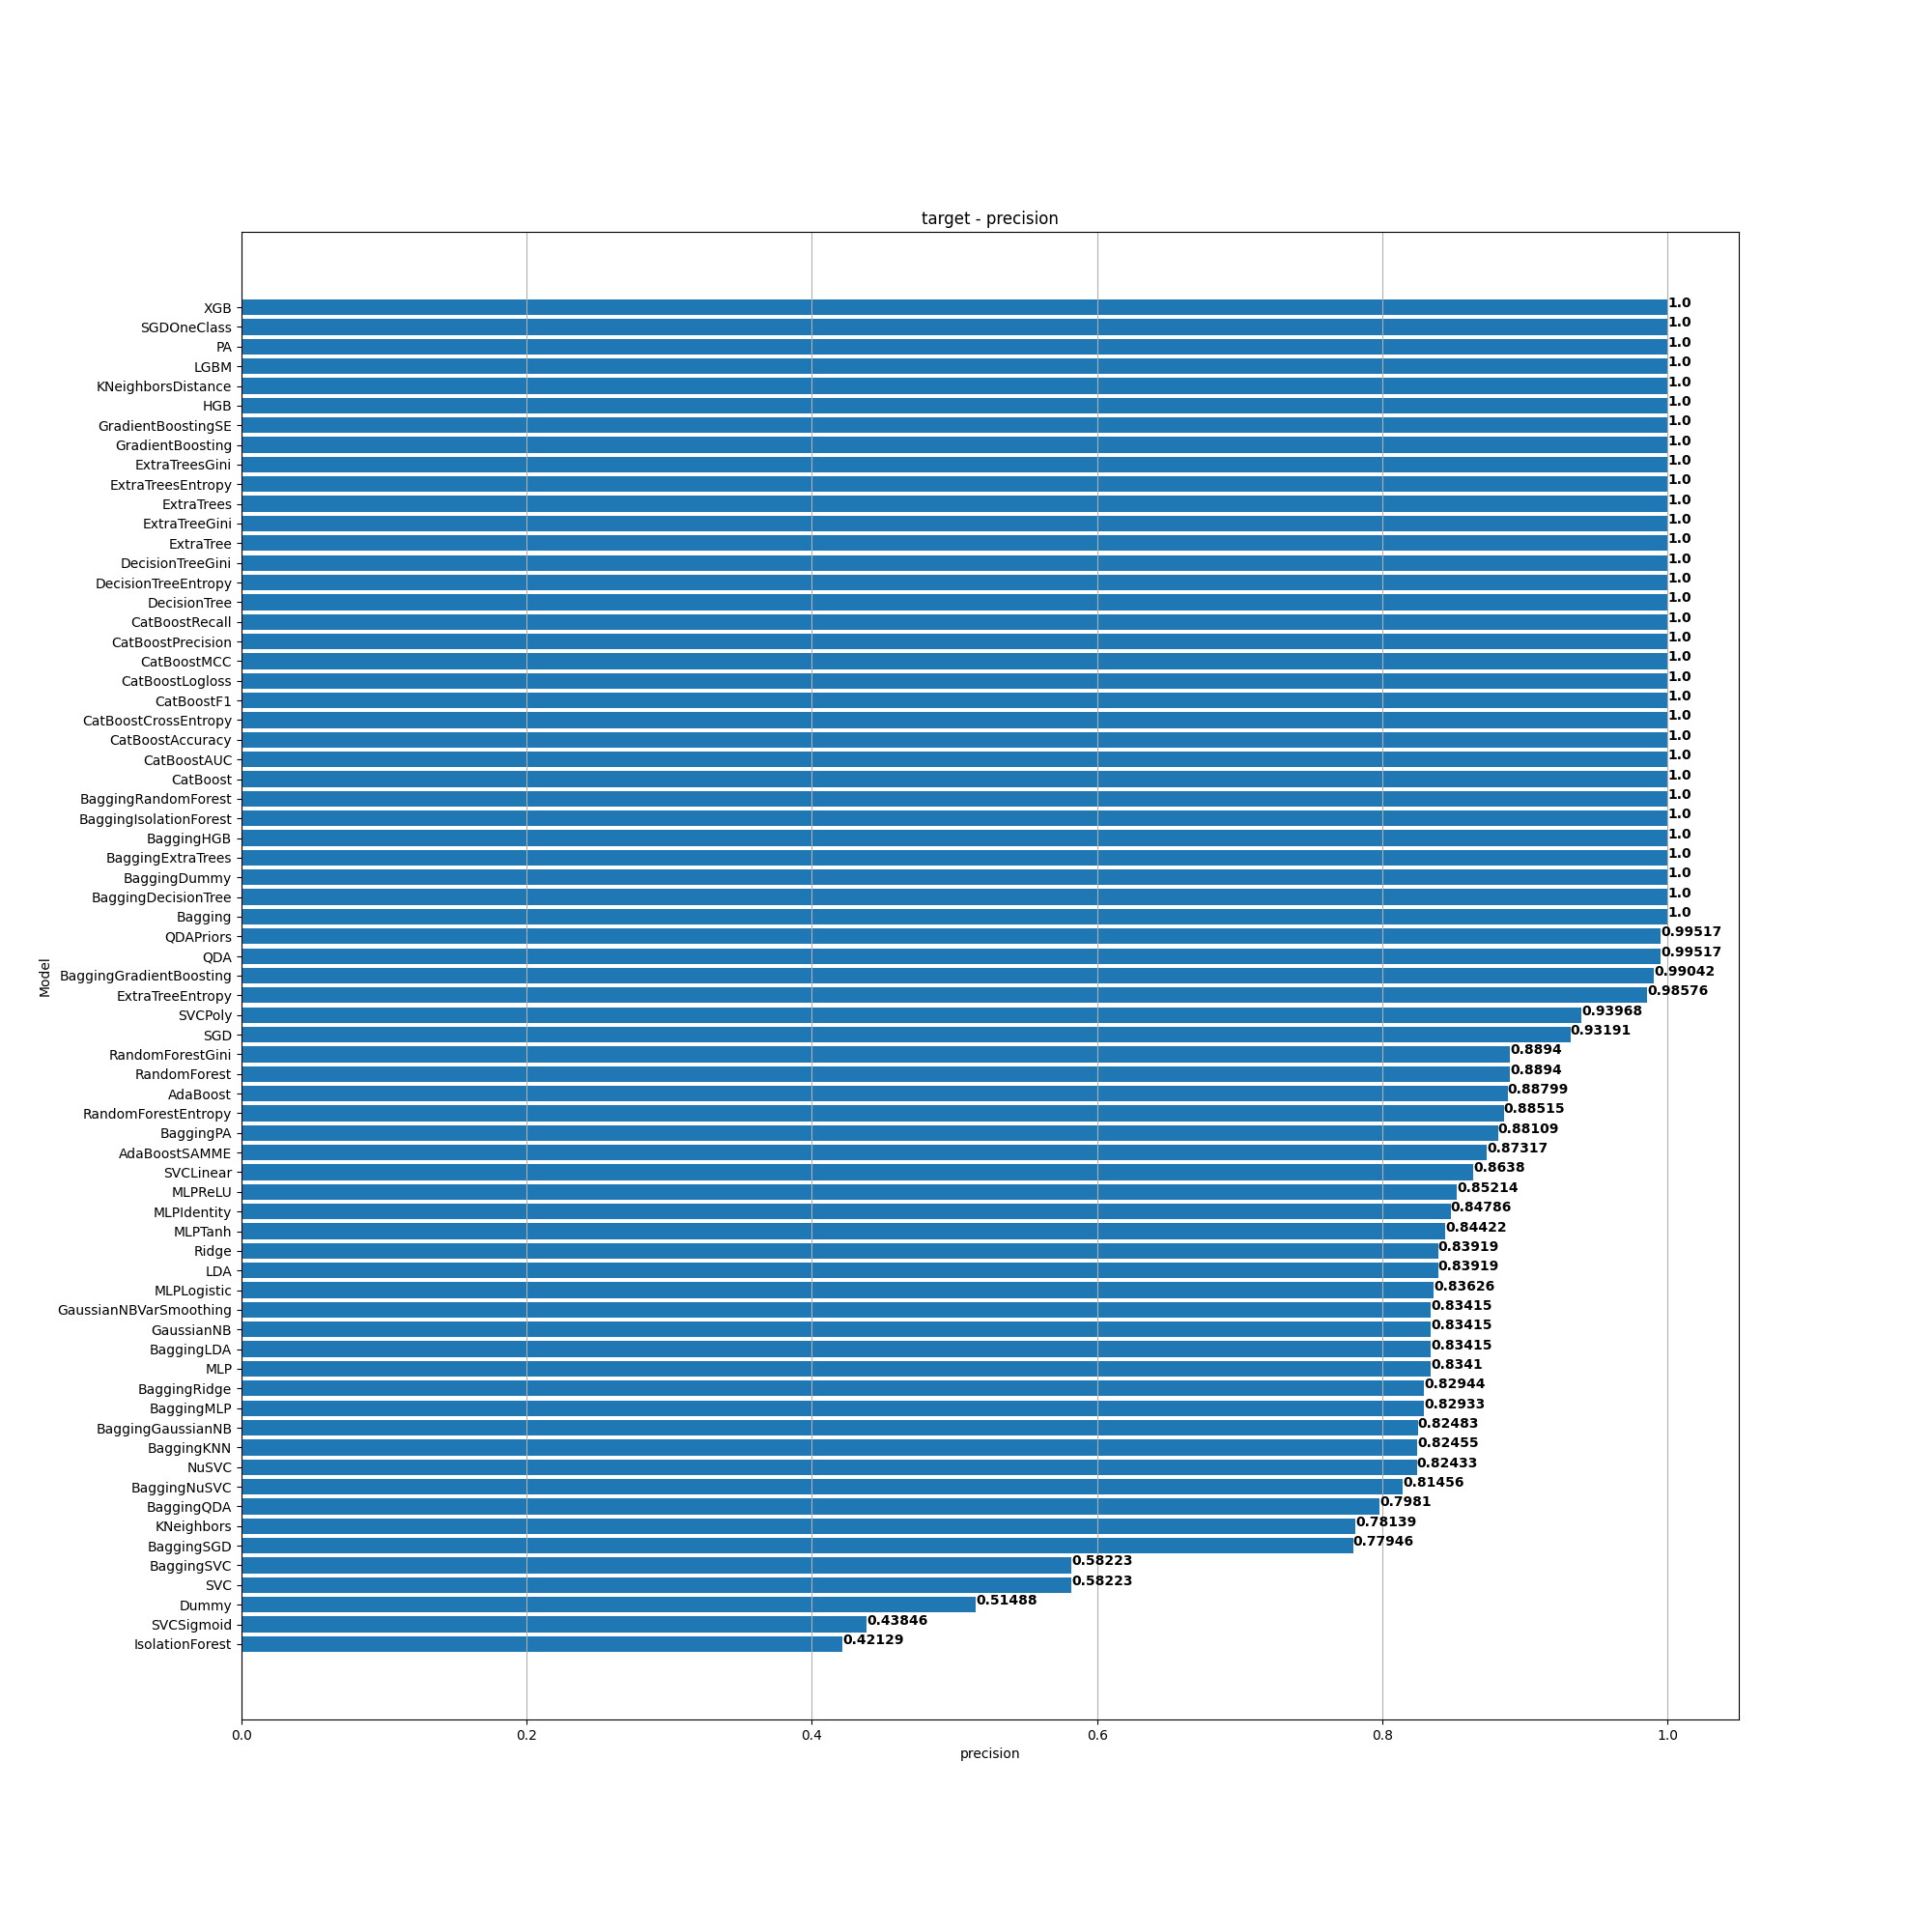 target - precision
XGB 1.0
SGDOneClass 1.0
PA 1.0
LGBM 1.0
KNeighborsDistance 1.0
HGB 1.0
GradientBoostingSE 1.0
GradientBoosting 1.0
ExtraTreesGini 1.0
ExtraTreesEntropy 1.0
ExtraTrees 1.0
ExtraTreeGini 1.0
ExtraTree 1.0
DecisionTreeGini 1.0
DecisionTreeEntropy 1.0
DecisionTree 1.0
CatBoostRecall 1.0
CatBoostPrecision 1.0
CatBoostMCC 1.0
CatBoostLogloss 1.0
CatBoostF1 1.0
CatBoostCrossEntropy 1.0
CatBoostAccuracy 1.0
CatBoostAUC 1.0
CatBoost 1.0
BaggingRandomForest 1.0
BaggingIsolationForest 1.0
BaggingHGB 1.0
BaggingExtraTrees 1.0
BaggingDummy 1.0
BaggingDecisionTree 1.0
Bagging 1.0
QDAPriors 0.99517
QDA 0.99517
BaggingGradientBoosting 0.99042
ExtraTreeEntropy 0.98576
SVCPoly 0.93968
SGD 0.93191
RandomForestGini 0.8894
RandomForest 0.8894
AdaBoost 0.88799
RandomForestEntropy 0.88515
BaggingPA 0.88109
AdaBoostSAMME 0.87317
SVCLinear 0.8638
MLPReLU 0.85214
MLPIdentity 0.84786
MLPTanh 0.84422
Ridge 0.83919
LDA 0.83919
MLPLogistic 0.83626
GaussianNBVarSmoothing 0.83415
GaussianNB 0.83415
BaggingLDA 0.83415
MLP 0.8341
BaggingRidge 0.82944
BaggingMLP 0.82933
BaggingGaussianNB 0.82483
BaggingKNN 0.82455
NuSVC 0.82433
BaggingNuSVC 0.81456
BaggingQDA 0.7981
KNeighbors 0.78139
BaggingSGD 0.77946
BaggingSVC 0.58223
SVC 0.58223
Dummy 0.51488
SVCSigmoid 0.43846
IsolationForest 0.42129
Model
0.0 0.2 0.4 0.6 0.8 1.0
precision